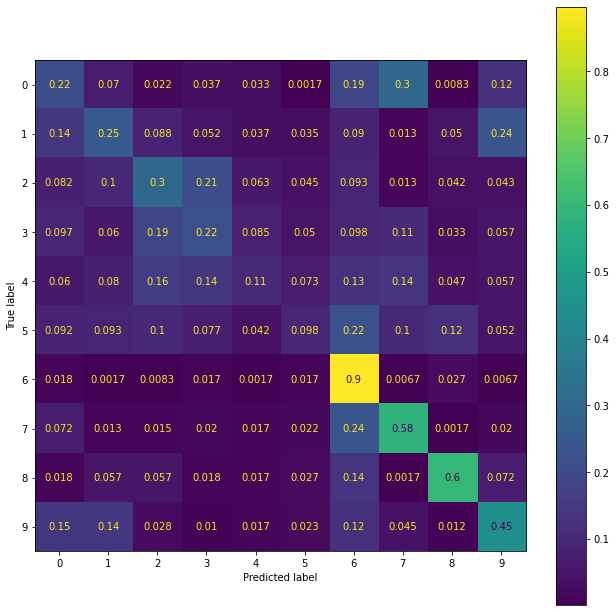 0 0.22 0.07 0.022 0.037 0.033 0.0017 0.19 0.3 0.0083 0.12
1 0.14 0.25 0.088 0.052 0.037 0.035 0.09 0.013 0.05 0.24
2 0.082 0.1 0.3 0.21 0.063 0.045 0.093 0.013 0.042 0.043
3 0.097 0.06 0.19 0.22 0.085 0.05 0.098 0.11 0.033 0.057
4 0.06 0.08 0.16 0.14 0.11 0.073 0.13 0.14 0.047 0.057
True label
5 0.092 0.093 0.1 0.077 0.042 0.098 0.22 0.1 0.12 0.052
6 0.018 0.0017 0.0083 0.017 0.0017 0.017 0.9 0.0067 0.027 0.0067
7 0.072 0.013 0.015 0.02 0.017 0.022 0.24 0.58 0.0017 0.02
8 0.018 0.057 0.057 0.018 0.017 0.027 0.14 0.0017 0.6 0.072
9 0.15 0.14 0.028 0.01 0.017 0.023 0.12 0.045 0.012 0.45
0 1 2 3 4 5 6 7 8 9
Predicted label
0.8
0.7
0.6
0.5
0.4
0.3
0.2
0.1